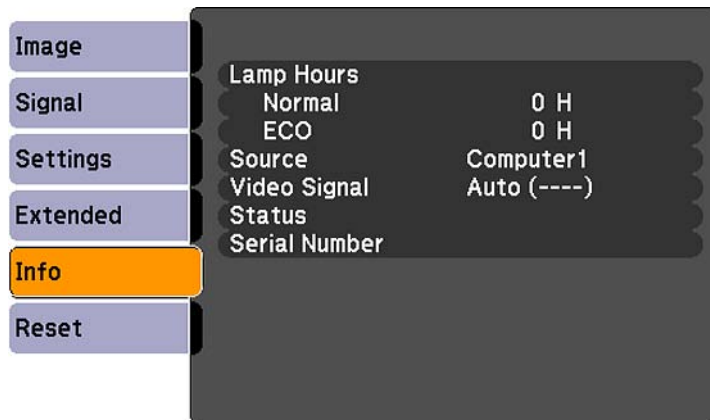 Image
Signal
Settings
Extended
Info
Reset
Lamp Hours
Normal 0 H
ECO 0 H
Source Computer1
Video Signal Auto (----)
Status
Serial Number